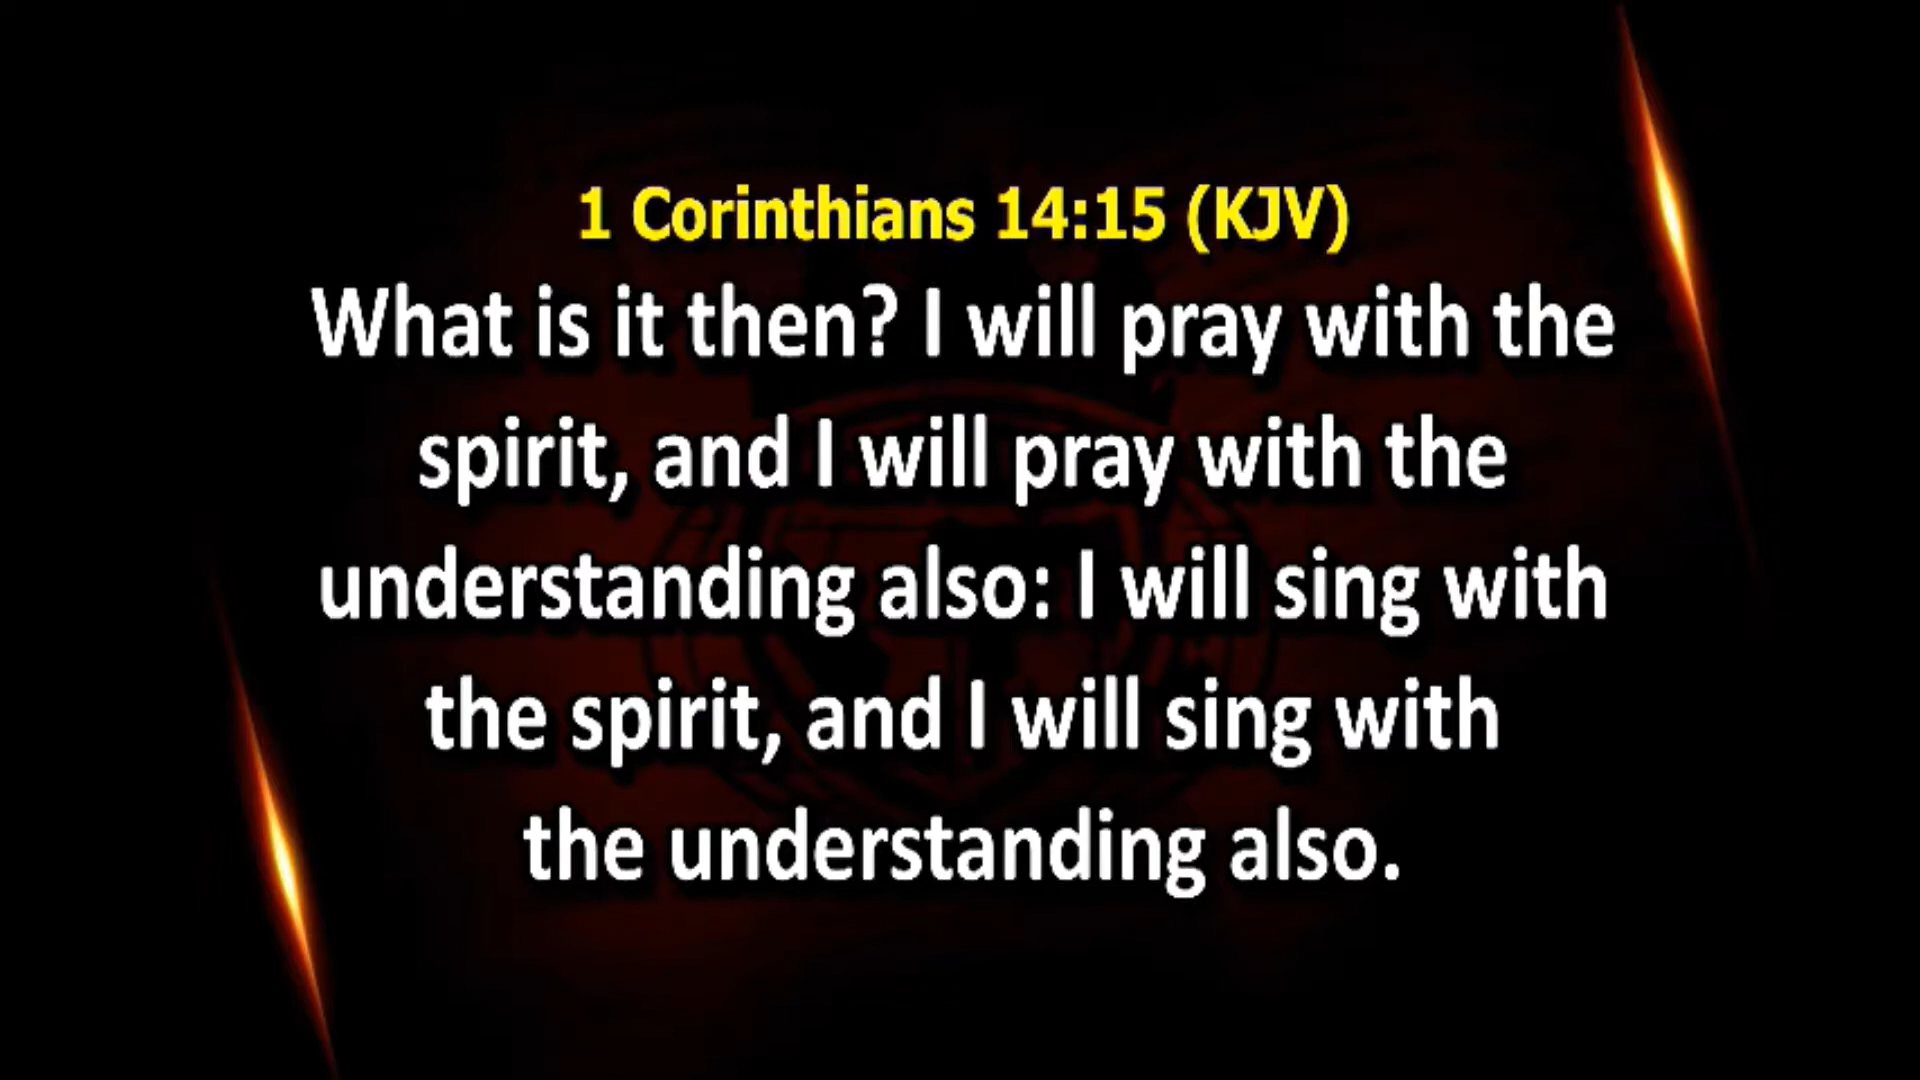 1 Corinthians 14:15 (KJV)
What is it then? I will pray with the
spirit, and I will pray with the
understanding also: I will sing with
the spirit, and I will sing with
the understanding also.